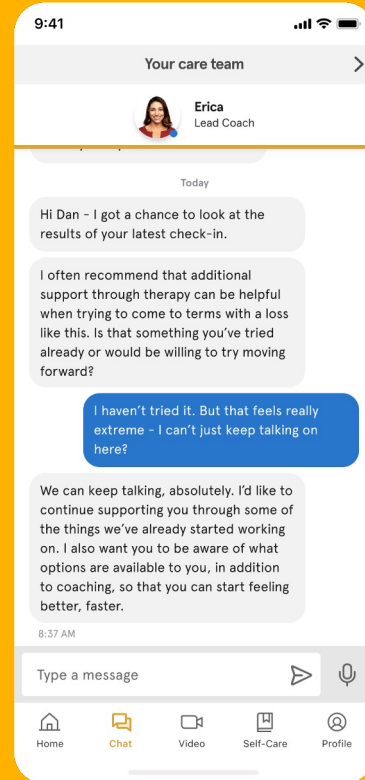 9:41
Your care team
Erica
Lead Coach
Today
Hi Dan - I got a chance to look at the
results of your latest check-in.
I often recommend that additional
support through therapy can be helpful
when trying to come to terms with a loss
like this. Is that something you've tried
already or would be willing to try moving
forward?
I haven't tried it. But that feels really
extreme - I can't just keep talking on
here?
We can keep talking, absolutely. I'd like to
continue supporting you through some of
the things we've already started working
on. I also want you to be aware of what
options are available to you, in addition
to coaching, so that you can start feeling
better, faster.
8:37 AM
Type a message
Home
Chat
Video
Self-Care
Profile